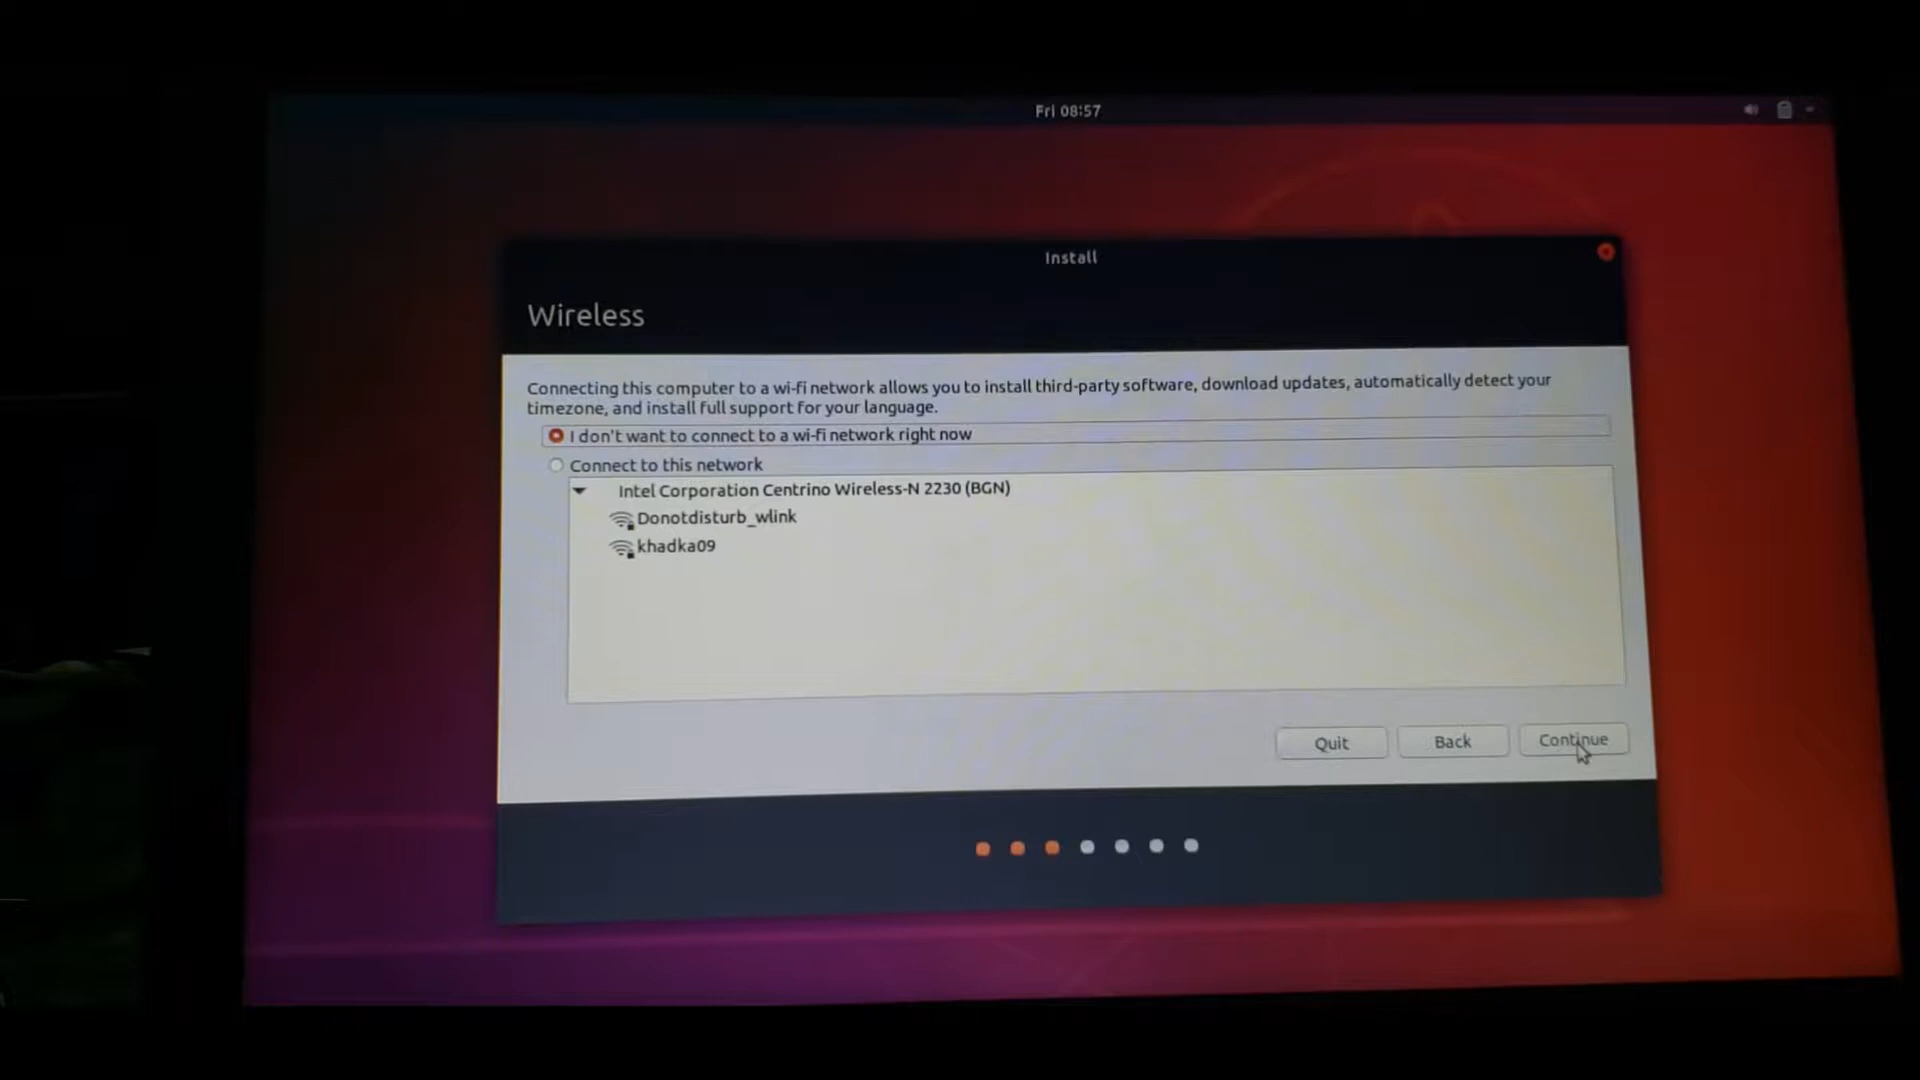 Fri 08:57
Install
Wireless
Connecting this computer to a wi-fi network allows you to install third-party software, download updates, automatically detect your
timezone, and install full support for your language.
I don't want to connect to a wi-fi network right now
Connect to this network
Intel Corporation Centrino Wireless-N 2230 (BGN)
Donotdisturb_wlink
khadka09
Quit Back Continue